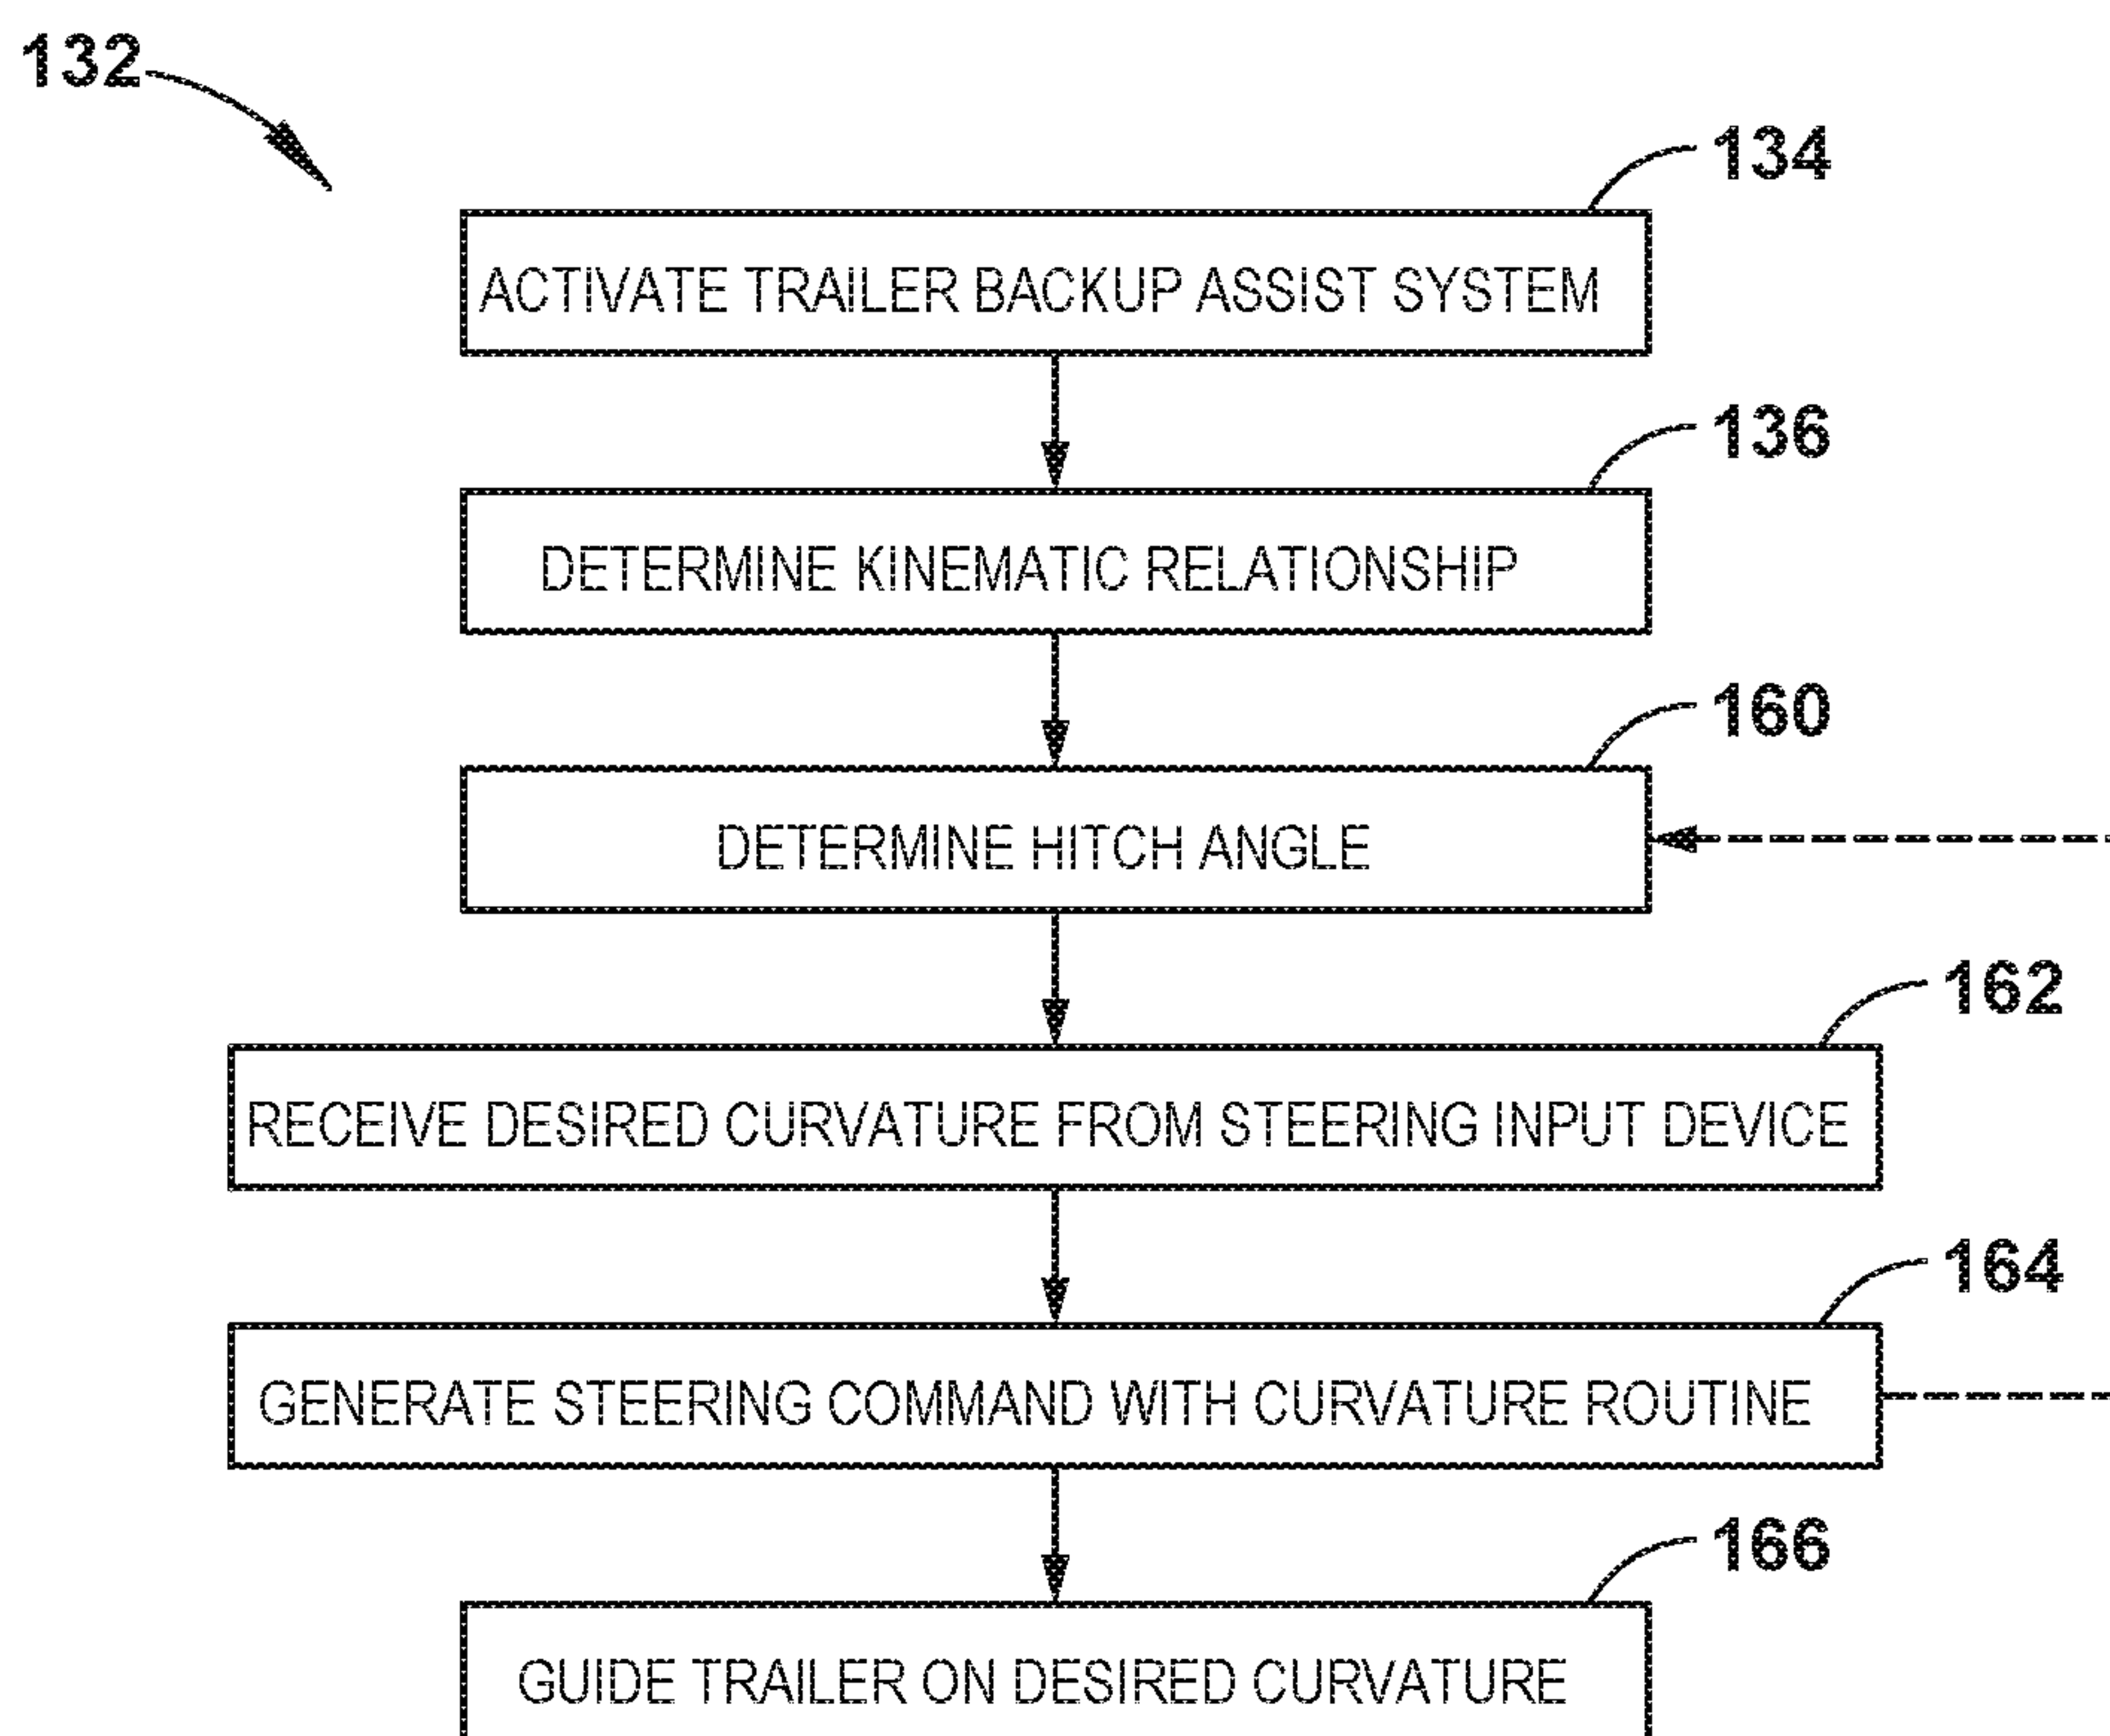 132
134
ACTIVATE TRAILER BACKUP ASSIST SYSTEM
136
DETERMINE KINEMATIC RELATIONSHIP
160
DETERMINE HITCH ANGLE
162
RECEIVE DESIRED CURVATURE FROM STEERING INPUT DEVICE
164
GENERATE STEERING COMMAND WITH CURVATURE ROUTINE
166
GUIDE TRAILER ON DESIRED CURVATURE